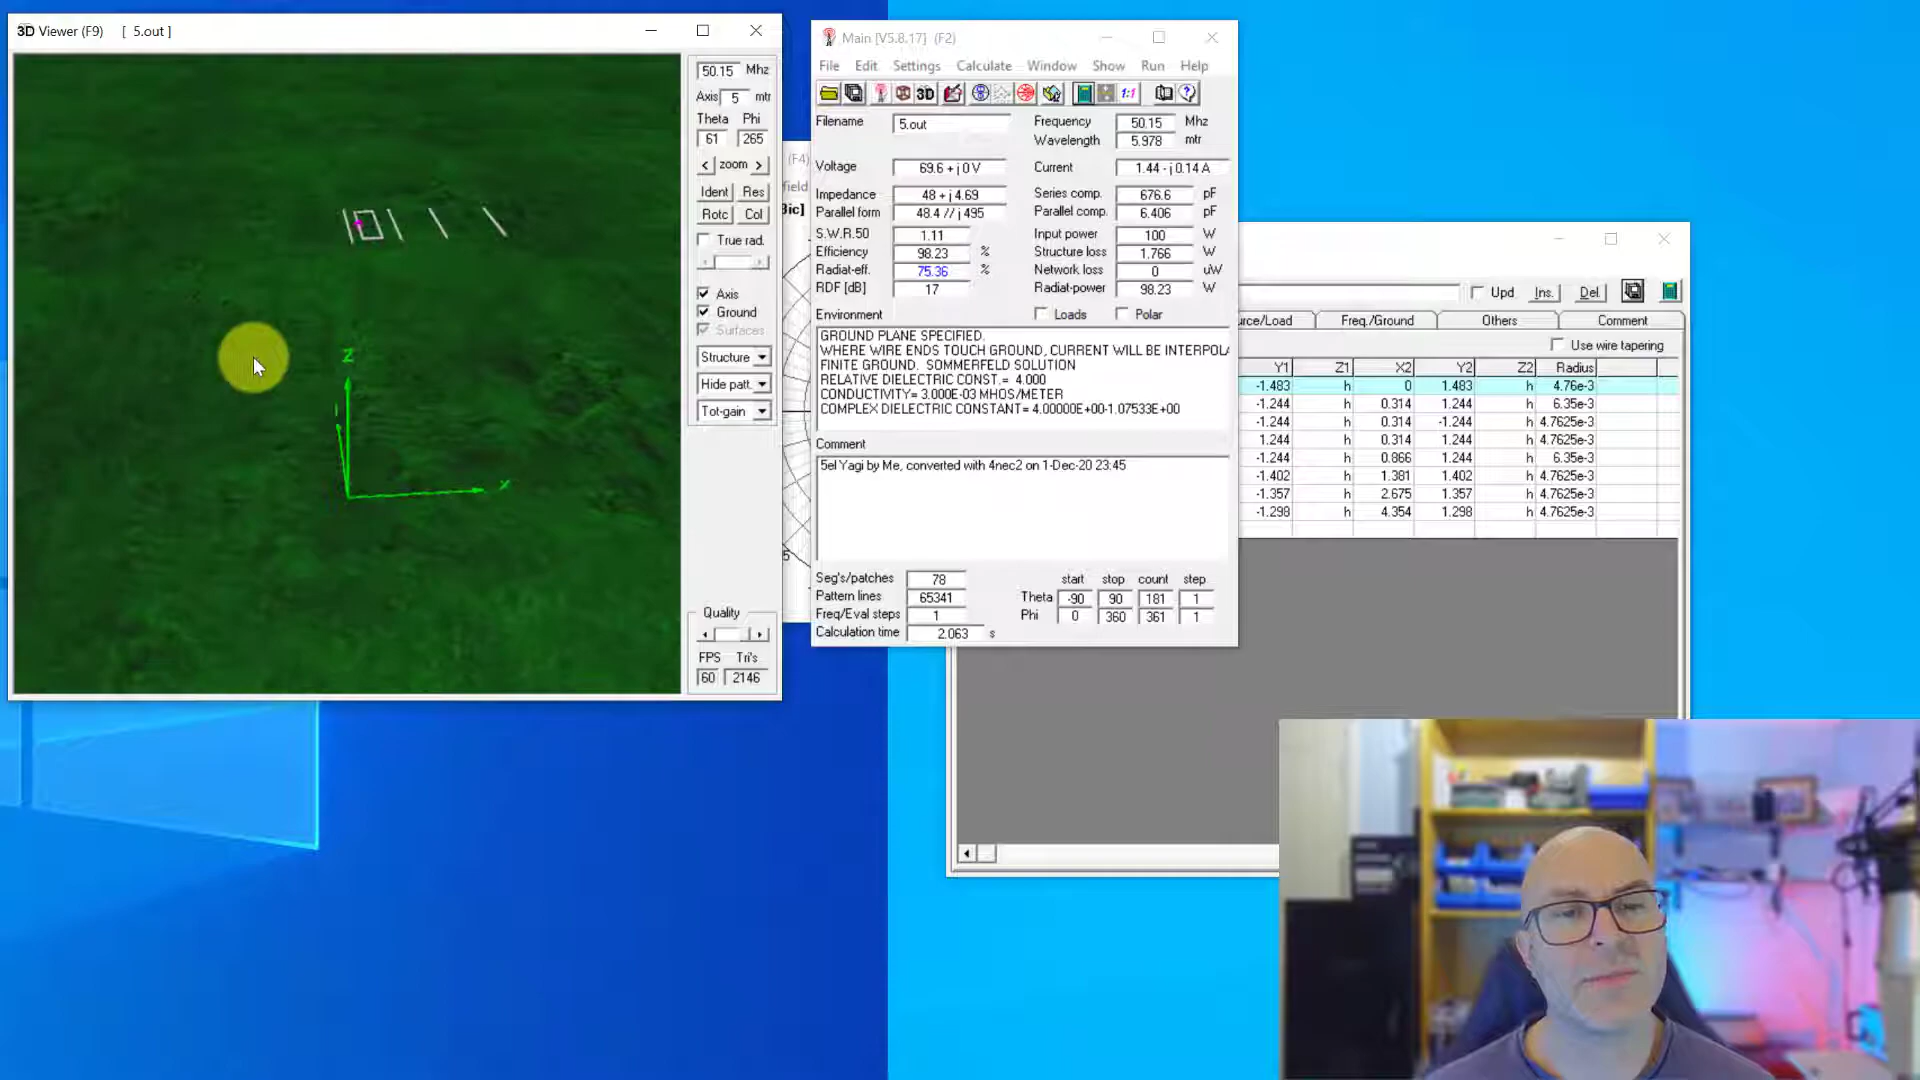 3D Viewer (F9) [ 5.out ]
50.15 Mhz
Axis 5 mtr
Theta Phi
61 265
< zoom >
Ident Res
Rotc Col
True rad.
Axis
Ground
Surfaces
Structure
Hide patt.
Tot-gain
Quality
FPS Tri's
60 2146
Z
X
(F4)
field
Bic]
5
Main [V5.8.17] (F2)
File Edit Settings Calculate Window Show Run Help
3D 1:1
Filename 5.out Frequency 50.15 Mhz
Wavelength 5.978 mtr
Voltage 69.6 + j 0 V Current 1.44 - j 0.14 A
Impedance 48 + j 4.69 Series comp. 676.6 pF
Parallel form 48.4 // j 495 Parallel comp. 6.406 pF
S.W.R.50 1.11 Input power 100 W
Efficiency 98.23 % Structure loss 1.766 W
Radiat-eff. 75.36 % Network loss 0 uW
RDF [dB] 17 Radiat-power 98.23 W
Environment Loads Polar
GROUND PLANE SPECIFIED.
WHERE WIRE ENDS TOUCH GROUND, CURRENT WILL BE INTERPOLA
FINITE GROUND. SOMMERFELD SOLUTION
RELATIVE DIELECTRIC CONST.= 4.000
CONDUCTIVITY= 3.000E-03 MHOS/METER
COMPLEX DIELECTRIC CONSTANT= 4.00000E+00-1.07533E+00
Comment
5el Yagi by Me, converted with 4nec2 on 1-Dec-20 23:45
Seg's/patches 78 start stop count step
Pattern lines 65341 Theta -90 90 181 1
Freq/Eval steps 1 Phi 0 360 361 1
Calculation time 2.063 s
Upd Ins. Del.
urce/Load Freq./Ground Others Comment
Use wire tapering
Y1 Z1 X2 Y2 Z2 Radius
-1.483 h 0 1.483 h 4.76e-3
-1.244 h 0.314 1.244 h 6.35e-3
-1.244 h 0.314 -1.244 h 4.7625e-3
1.244 h 0.314 1.244 h 4.7625e-3
-1.244 h 0.866 1.244 h 6.35e-3
-1.402 h 1.381 1.402 h 4.7625e-3
-1.357 h 2.675 1.357 h 4.7625e-3
-1.298 h 4.354 1.298 h 4.7625e-3